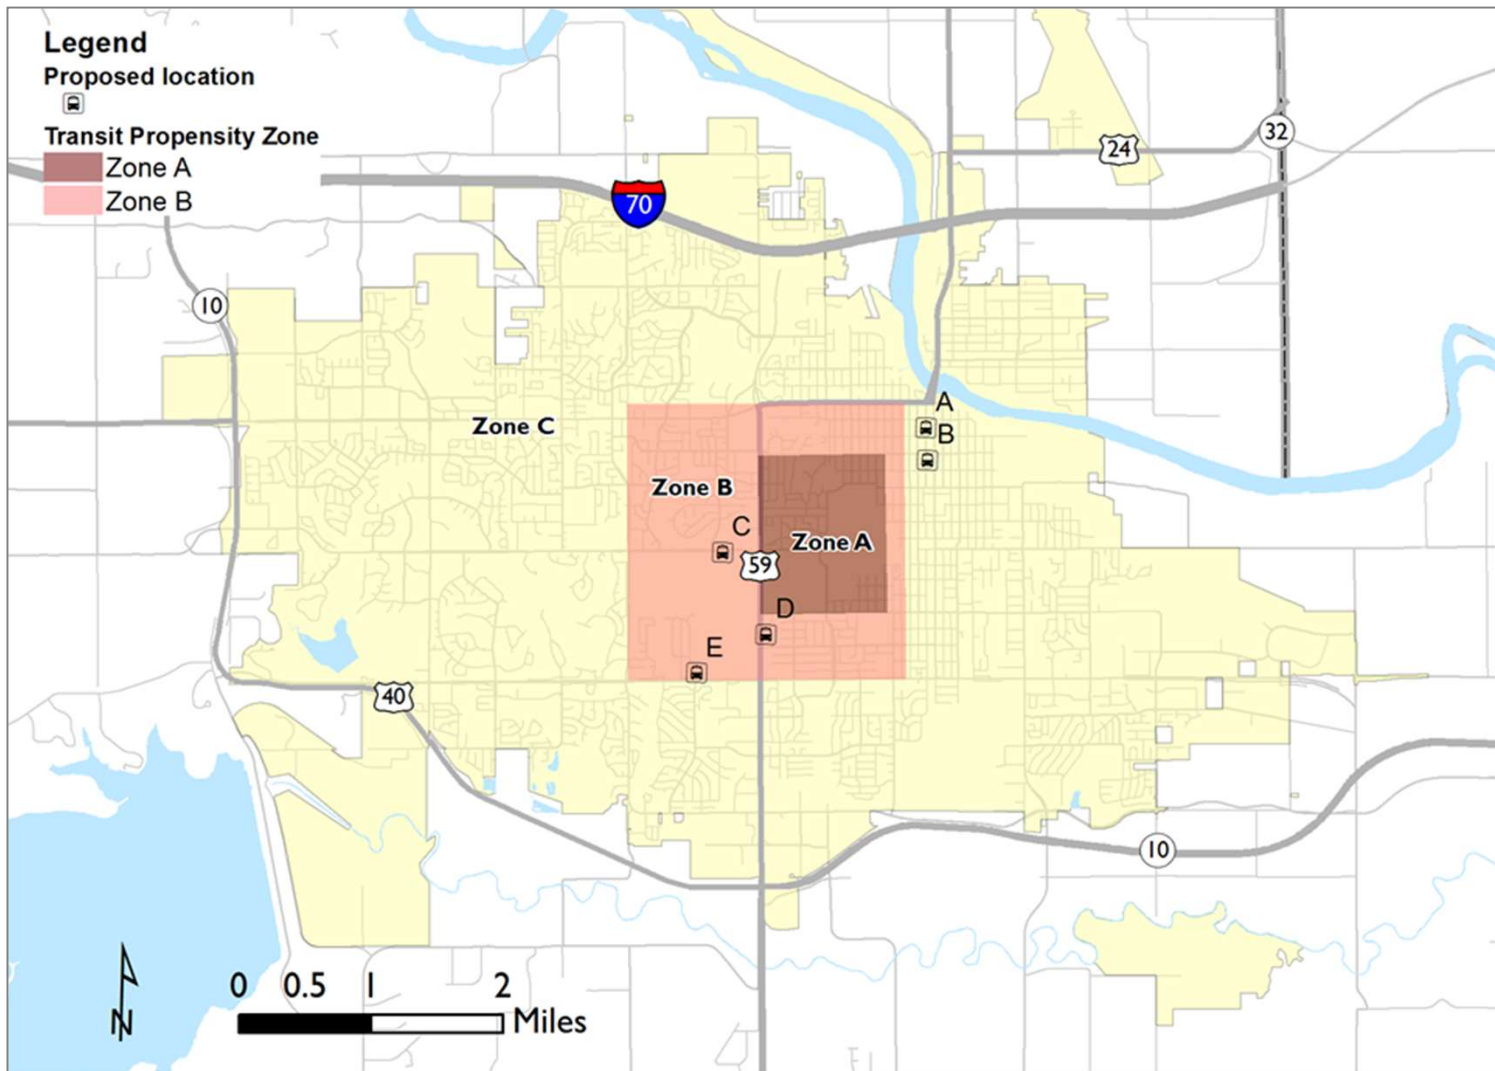 Legend
Proposed location
Transit Propensity Zone
Zone A
Zone B
70
24
32
10
Zone C
A
B
Zone B
C
Zone A
59
D
E
40
10
0 0.5 1 2
Miles
N